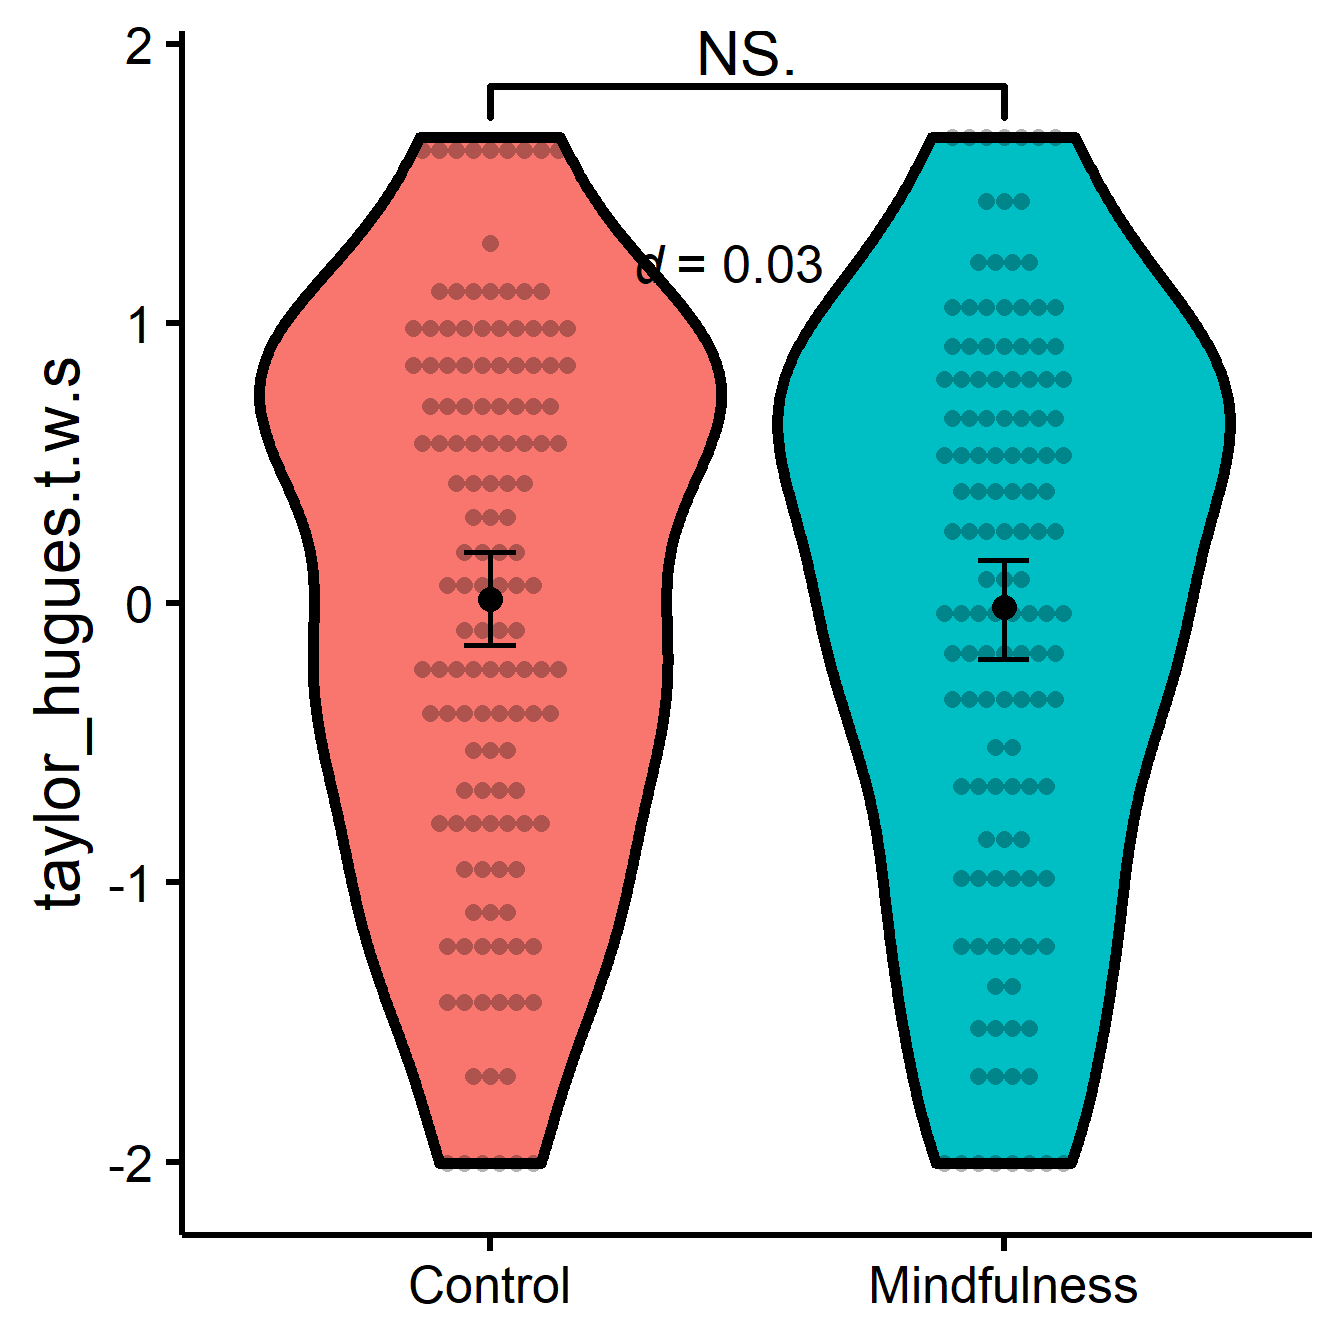 NS.
d = 0.03
taylor_hugues.t.w.s
2
1
0
-1
-2
Control
Mindfulness